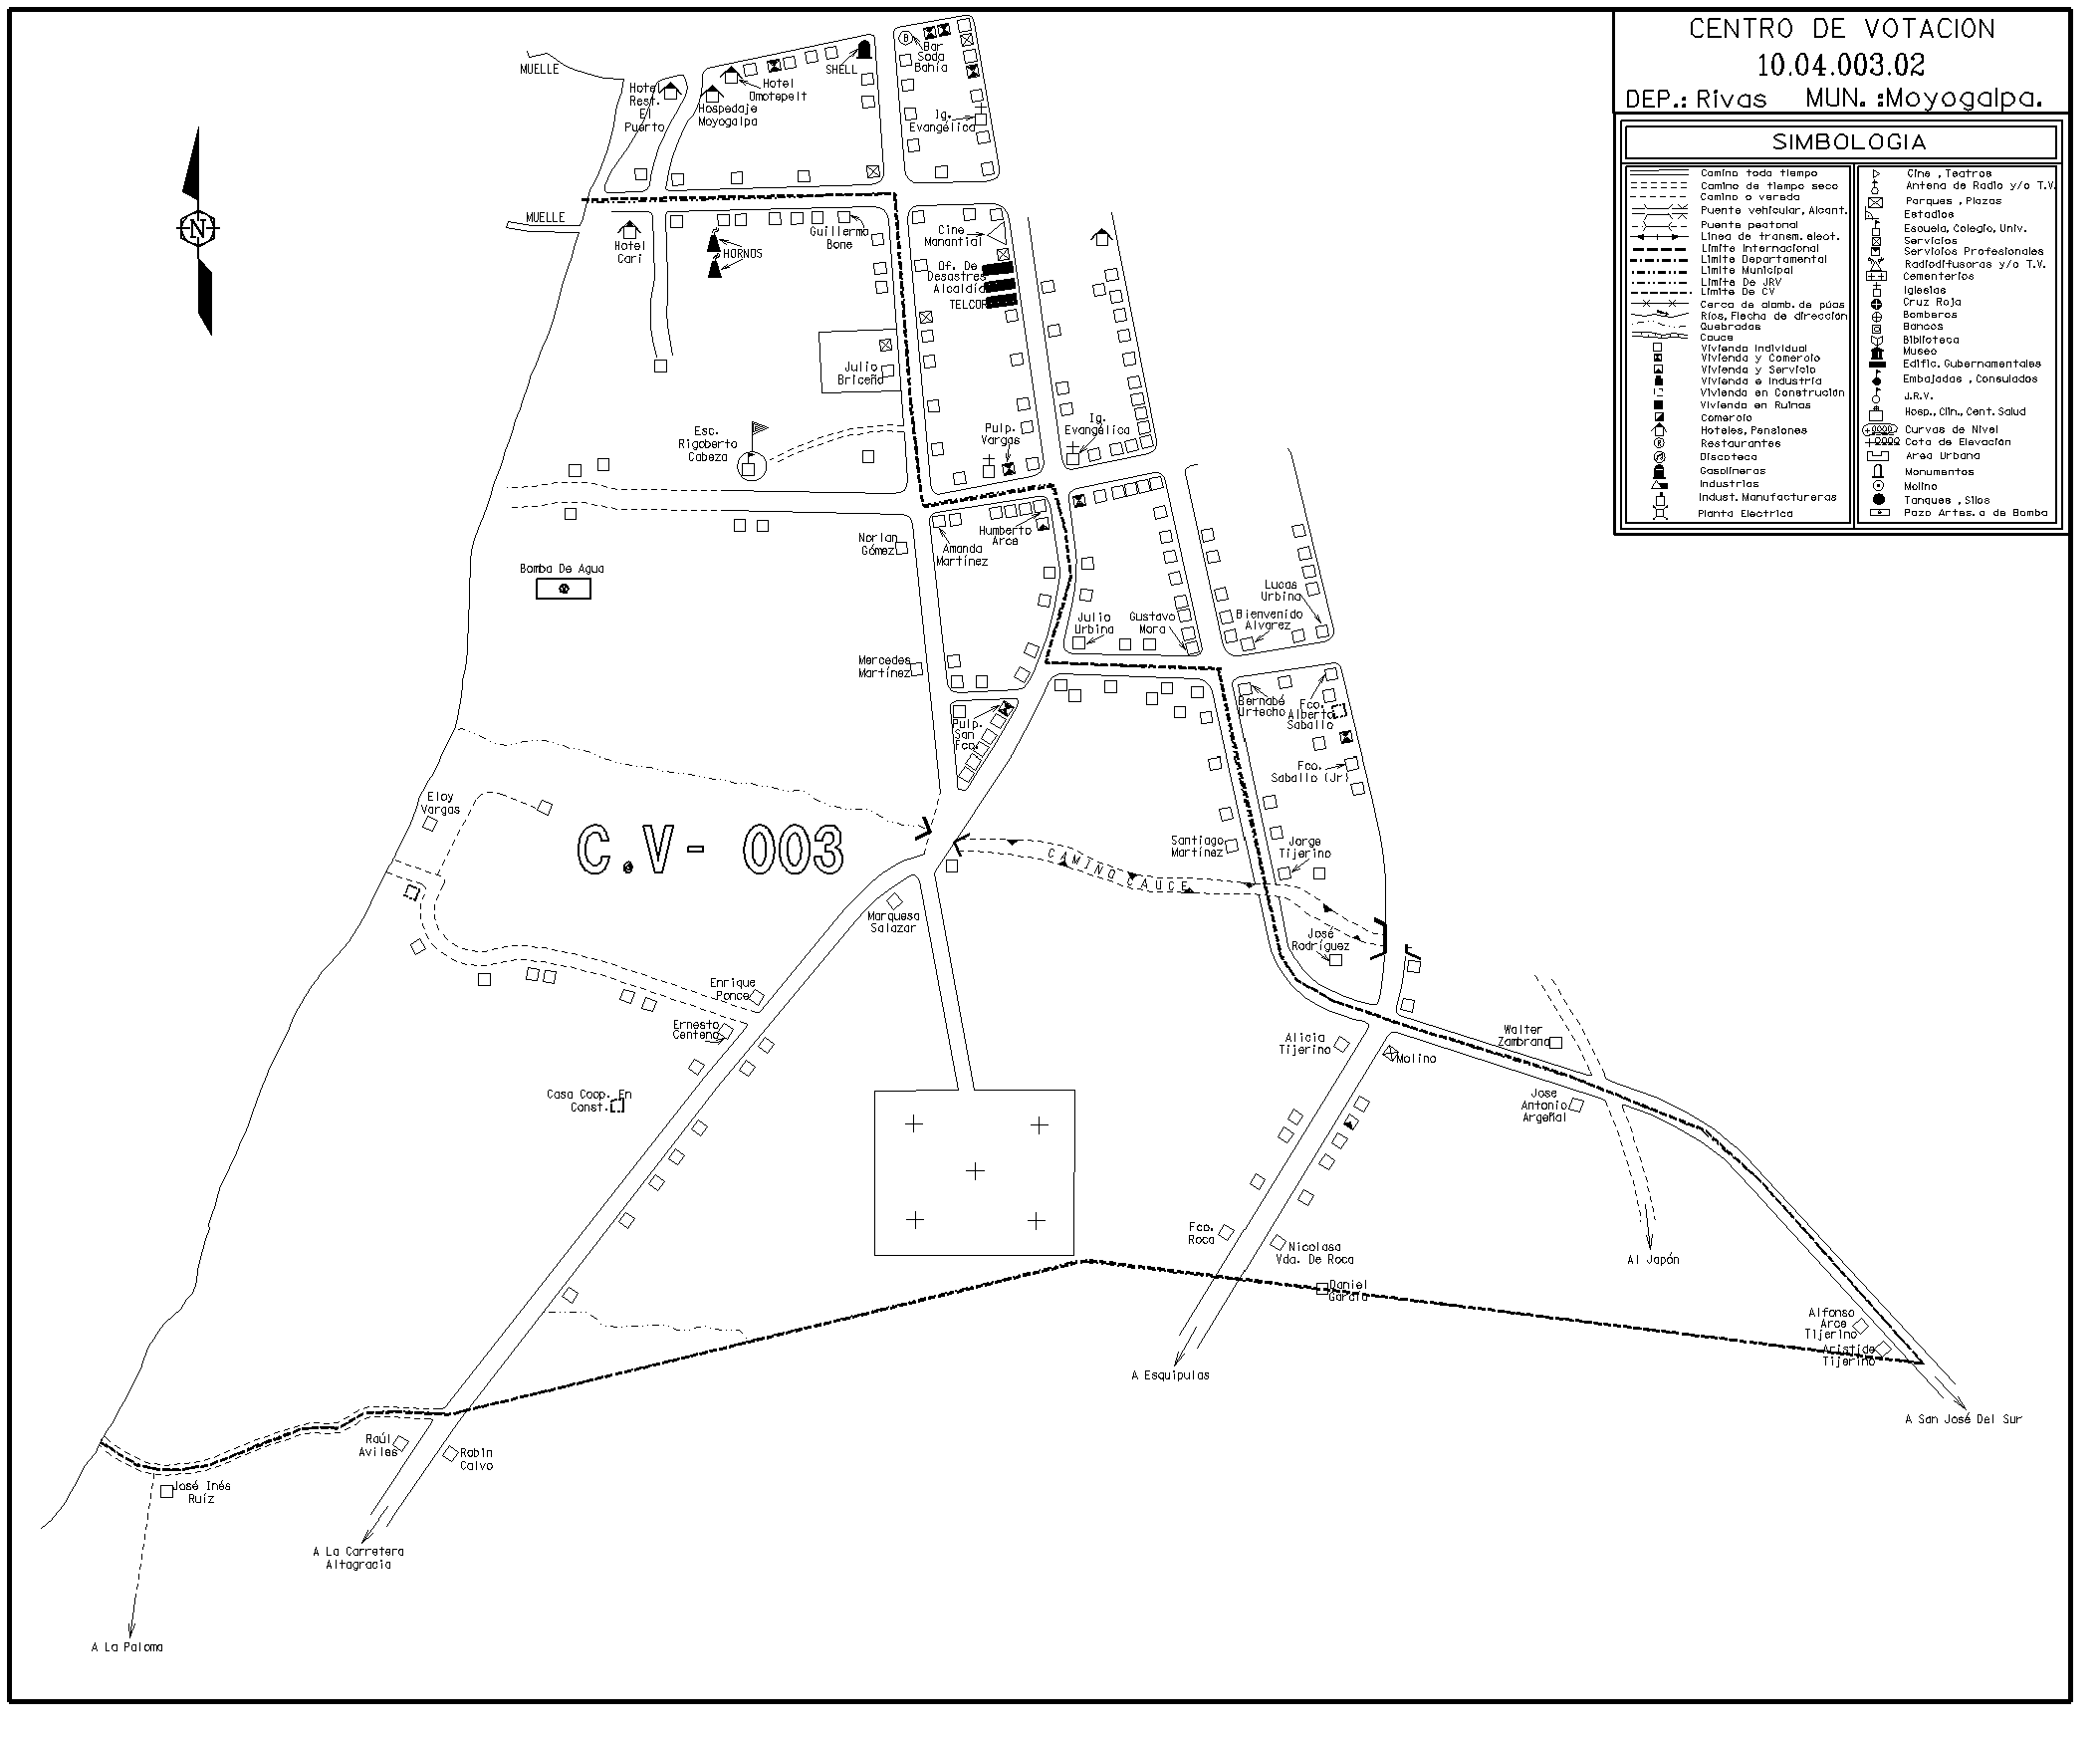 CENTRO DE VOTACION
10.04.003.02
DEP.: Rivas MUN. :Moyogalpa.
SIMBOLOGIA
Camino todo tiempo
Camino de tiempo seco
Camino o vereda
Puente vehicular, Alcant.
Puente peatonal
Linea de transm. elect.
Limite Internacional
Limite Departamental
Limite Municipal
Limite De JRV
Limite De CV
Cerca de alamb. de púas
Ríos, Flecha de dirección
Quebradas
Cauce
Vivienda Individual
Vivienda y Comercio
Vivienda y Servicio
Vivienda e Industria
Vivienda en Construción
Vivienda en Ruinas
Comercio
Hoteles, Pensiones
Restaurantes
Discoteca
Gasolineras
Industrias
Indust. Manufactureras
Planta Electrica
Cine , Teatros
Antena de Radio y/o T.V.
Parques , Plazas
Estadios
Escuela, Colegio, Univ.
Servicios
Servicios Profesionales
Radiodifusoras y/o T.V.
Cementerios
Iglesias
Cruz Roja
Bomberos
Bancos
Biblioteca
Museo
Edific. Gubernamentales
Embajadas , Consulados
J.R.V.
Hosp., Clin., Cent. Salud
Curvas de Nivel
Cota de Elevación
Area Urbana
Monumentos
Molino
Tanques , Silos
Pozo Artes. o de Bomba
MUELLE
Hotel
Rest.
El
Puerto
Hotel
Omotepelt
Hospedaje
Moyogalpa
SHELL
B
Bar
Soda
Bahía
Ig.
Evangélica
N
MUELLE
Hotel
Cari
HORNOS
Guillermo
Bone
Cine
Manantial
Of. De
Desastres
Alcaldía
TELCOR
Julio
Briceño
Esc.
Rigoberto
Cabeza
Pulp.
Vargas
Ig.
Evangélica
Norlan
Gómez
Amanda
Martínez
Humberto
Arce
Bomba De Agua
Julio
Urbina
Gustavo
Mora
Lucas
Urbina
Bienvenido
Alvarez
Mercedes
Martínez
Pulp.
San
Fco.
Bernabé
Urtecho
Fco.
Alberto
Saballo
Fco.
Saballo (Jr)
Eloy
Vargas
C.V- 003
CAMINO CAUCE
Santiago
Martínez
Jorge
Tijerino
Marquesa
Salazar
José
Rodríguez
Enrique
Ponce
Ernesto
Centeno
Alicia
Tijerino
Molino
Walter
Zambrana
Casa Coop. En
Const.
Jose
Antonio
Argeñal
Fco.
Roca
Nicolasa
Vda. De Roca
Daniel
García
Al Japón
Alfonso
Arce
Tijerino
Aristide
Tijerino
A Esquipulas
A San José Del Sur
Raúl
Aviles
Robin
Calvo
José Inés
Ruíz
A La Carretera
Altagracia
A La Paloma